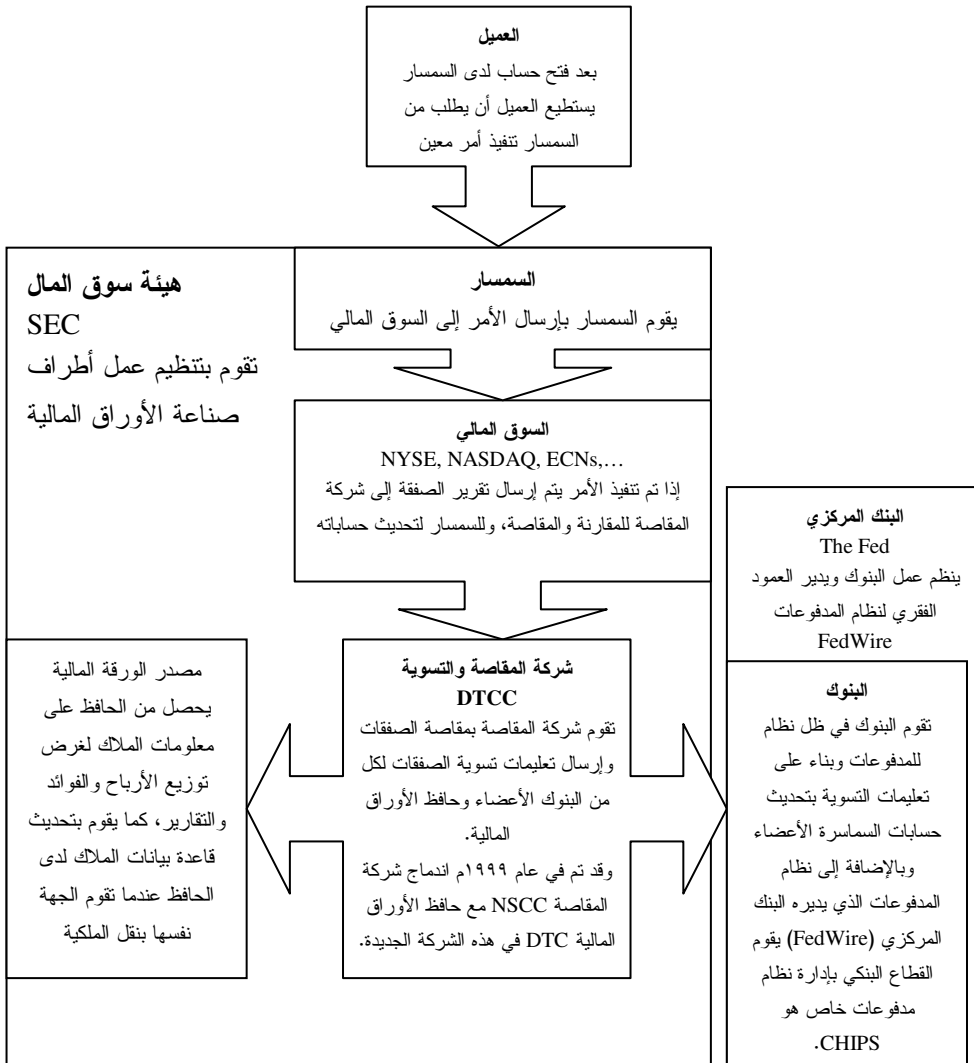 العميل
بعد فتح حساب لدى السمسار
يستطيع العميل أن يطلب من
السمسار تنفيذ أمر معين
هيئة سوق المال
SEC
تقوم بتنظيم عمل أطراف
صناعة الأوراق المالية
السمسار
يقوم السمسار بإرسال الأمر إلى السوق المالي
السوق المالي
NYSE, NASDAQ, ECNs,…
إذا تم تنفيذ الأمر يتم إرسال تقرير الصفقة إلى شركة
المقاصة للمقارنة والمقاصة، وللسمسار لتحديث حساباته
البنك المركزي
The Fed
ينظم عمل البنوك ويدير العمود
الفقري لنظام المدفوعات
FedWire
شركة المقاصة والتسوية
DTCC
تقوم شركة المقاصة بمقاصة الصفقات
وإرسال تعليمات تسوية الصفقات لكل
من البنوك الأعضاء وحافظ الأوراق
المالية.
وقد تم في عام ١٩٩٩م اندماج شركة
المقاصة NSCC مع حافظ الأوراق
المالية DTC في هذه الشركة الجديدة.
مصدر الورقة المالية
يحصل من الحافظ على
معلومات الملاك لغرض
توزيع الأرباح والفوائد
والتقارير، كما يقوم بتحديث
قاعدة بيانات الملاك لدى
الحافظ عندما تقوم الجهة
نفسها بنقل الملكية
البنوك
تقوم البنوك في ظل نظام
للمدفوعات وبناء على
تعليمات التسوية بتحديث
حسابات السماسرة الأعضاء
وبالإضافة إلى نظام
المدفوعات الذي يديره البنك
المركزي (FedWire) يقوم
القطاع البنكي بإدارة نظام
مدفوعات خاص هو
CHIPS.